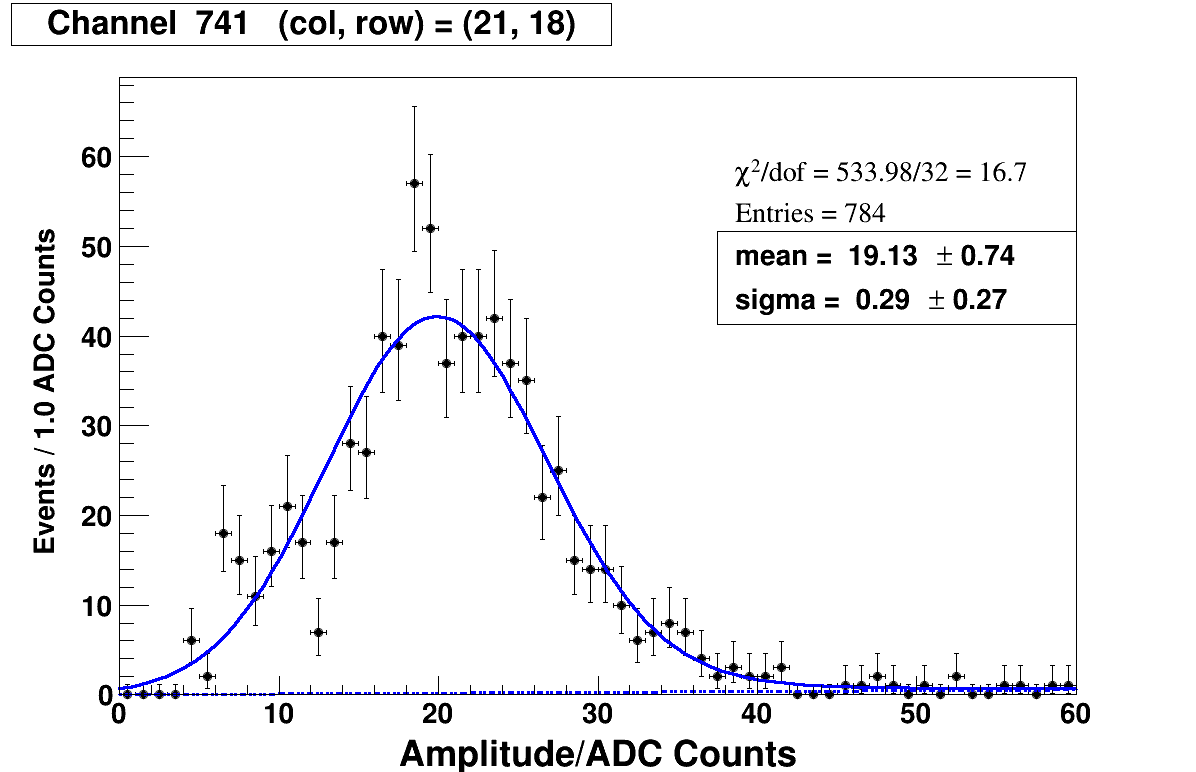 Channel 741 (col, row) = (21, 18)
χ²/dof = 533.98/32 = 16.7
Entries = 784
mean = 19.13 ± 0.74
sigma = 0.29 ± 0.27
Events / 1.0 ADC Counts
60
50
40
30
20
10
0
0 10 20 30 40 50 60
Amplitude/ADC Counts